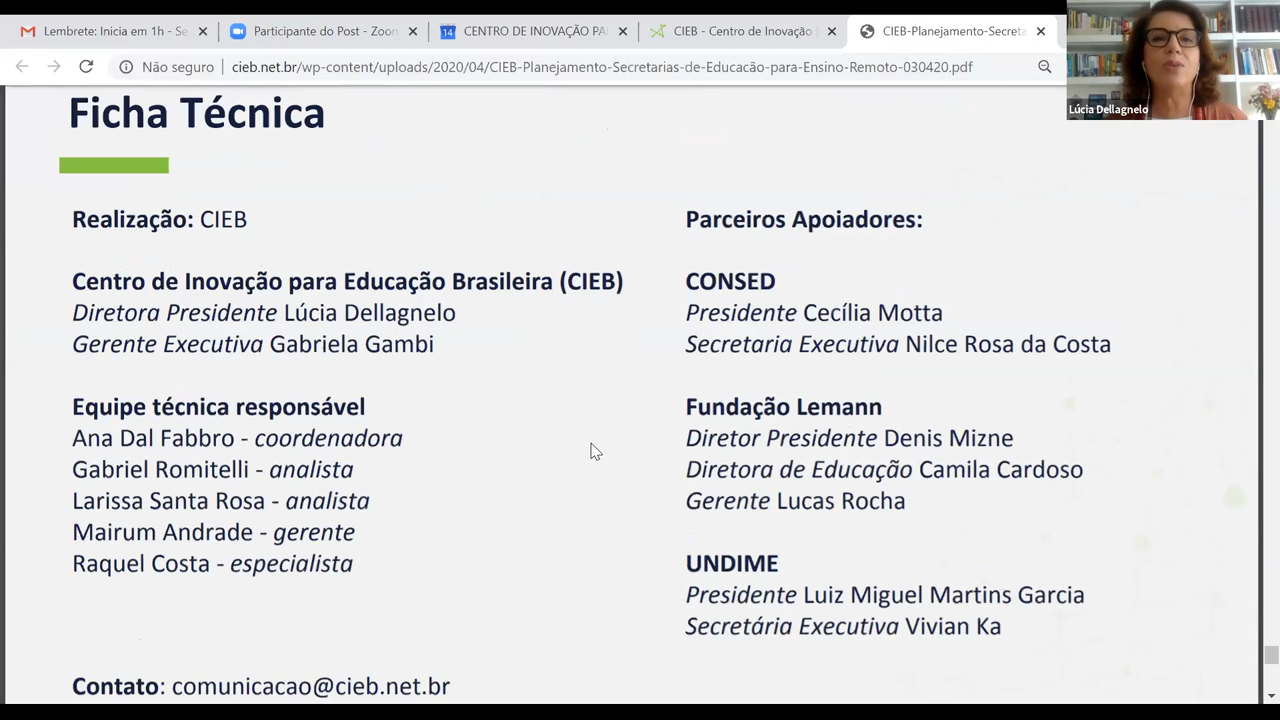 Lembrete: Inicia em 1h - Se
Participante do Post - Zoom
14
CENTRO DE INOVAÇÃO PA
CIEB - Centro de Inovação
CIEB-Planejamento-Secreta
Não seguro
cieb.net.br/wp-content/uploads/2020/04/CIEB-Planejamento-Secretarias-de-Educacão-para-Ensino-Remoto-030420.pdf
Lúcia Dellagnelo
Ficha Técnica
Realização: CIEB
Centro de Inovação para Educação Brasileira (CIEB)
Diretora Presidente Lúcia Dellagnelo
Gerente Executiva Gabriela Gambi
Equipe técnica responsável
Ana Dal Fabbro - coordenadora
Gabriel Romitelli - analista
Larissa Santa Rosa - analista
Mairum Andrade - gerente
Raquel Costa - especialista
Contato: comunicacao@cieb.net.br
Parceiros Apoiadores:
CONSED
Presidente Cecília Motta
Secretaria Executiva Nilce Rosa da Costa
Fundação Lemann
Diretor Presidente Denis Mizne
Diretora de Educação Camila Cardoso
Gerente Lucas Rocha
UNDIME
Presidente Luiz Miguel Martins Garcia
Secretária Executiva Vivian Ka